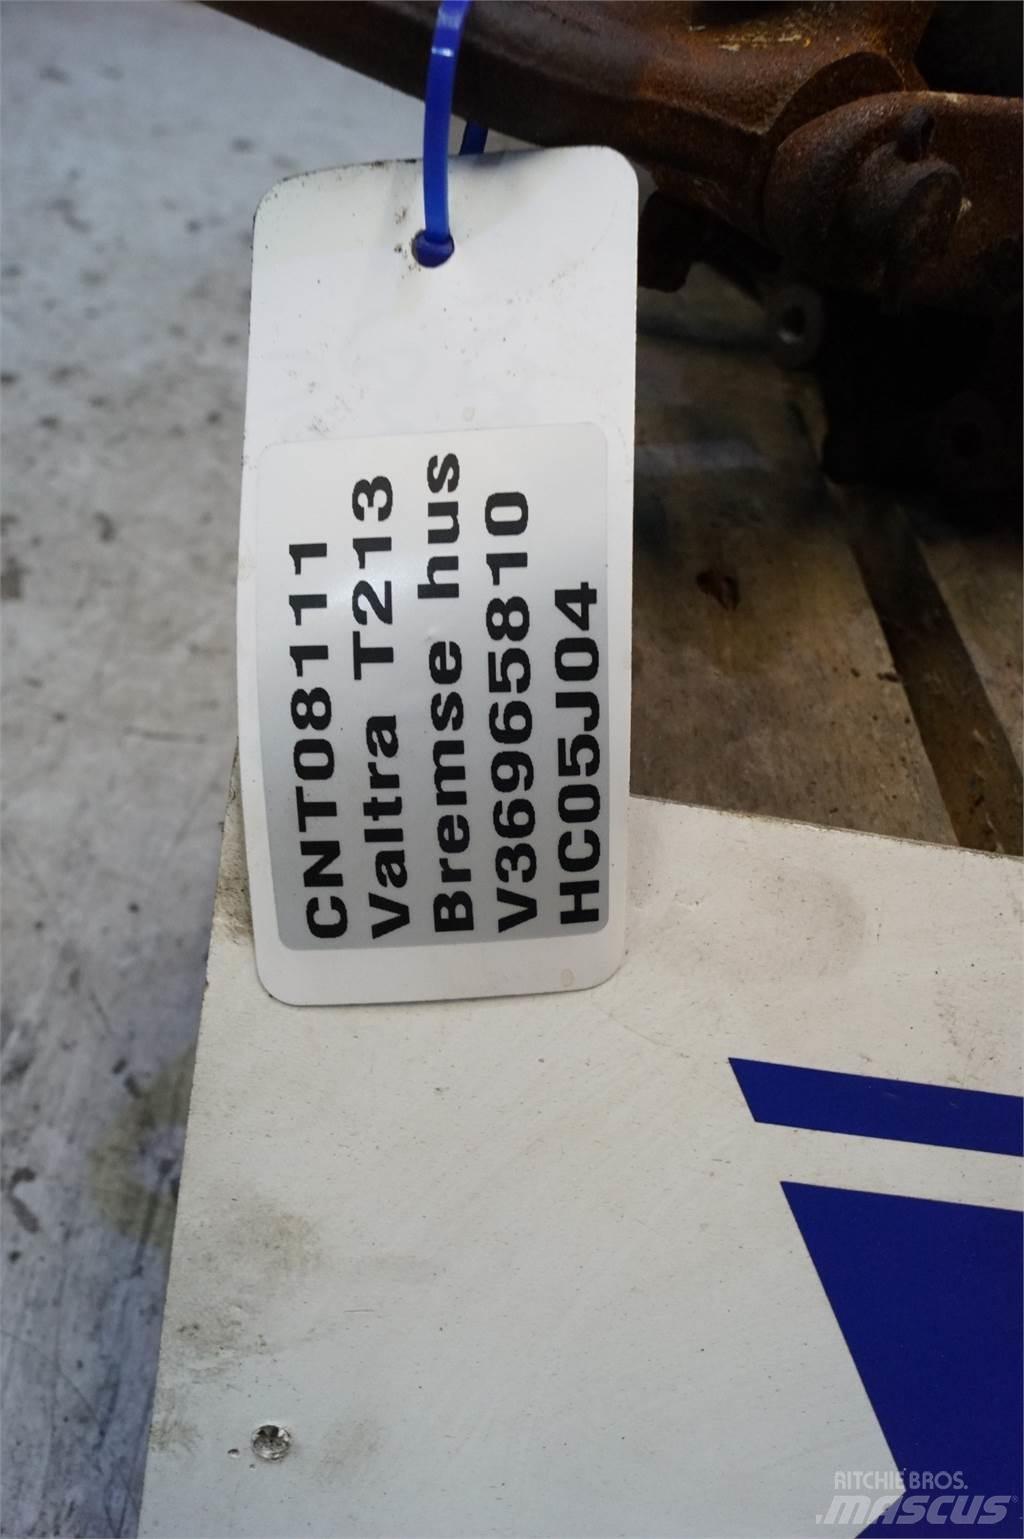 CNT08111
Valtra T213
Bremse hus
V36965810
HC05J04
RITCHIE BROS.
MASCUS